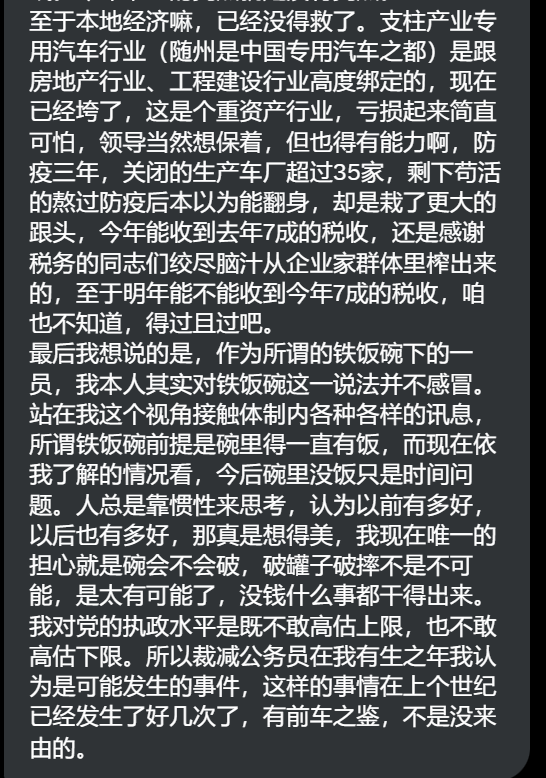 至于本地经济嘛，已经没得救了。支柱产业专
用汽车行业（随州是中国专用汽车之都）是跟
房地产行业、工程建设行业高度绑定的，现在
已经垮了，这是个重资产行业，亏损起来简直
可怕，领导当然想保着，但也得有能力啊，防
疫三年，关闭的生产车厂超过35家，剩下苟活
的熬过防疫后本以为能翻身，却是栽了更大的
跟头，今年能收到去年7成的税收，还是感谢
税务的同志们绞尽脑汁从企业家群体里榨出来
的，至于明年能不能收到今年7成的税收，咱
也不知道，得过且过吧。
最后我想说的是，作为所谓的铁饭碗下的一
员，我本人其实对铁饭碗这一说法并不感冒。
站在我这个视角接触体制内各种各样的讯息，
所谓铁饭碗前提是碗里得一直有饭，而现在依
我了解的情况看，今后碗里没饭只是时间问
题。人总是靠惯性来思考，认为以前有多好，
以后也有多好，那真是想得美，我现在唯一的
担心就是碗会不会破，破罐子破摔不是不可
能，是太有可能了，没钱什么事都干得出来。
我对党的执政水平是既不敢高估上限，也不敢
高估下限。所以裁减公务员在我有生之年我认
为是可能发生的事件，这样的事情在上个世纪
已经发生了好几次了，有前车之鉴，不是没来
由的。